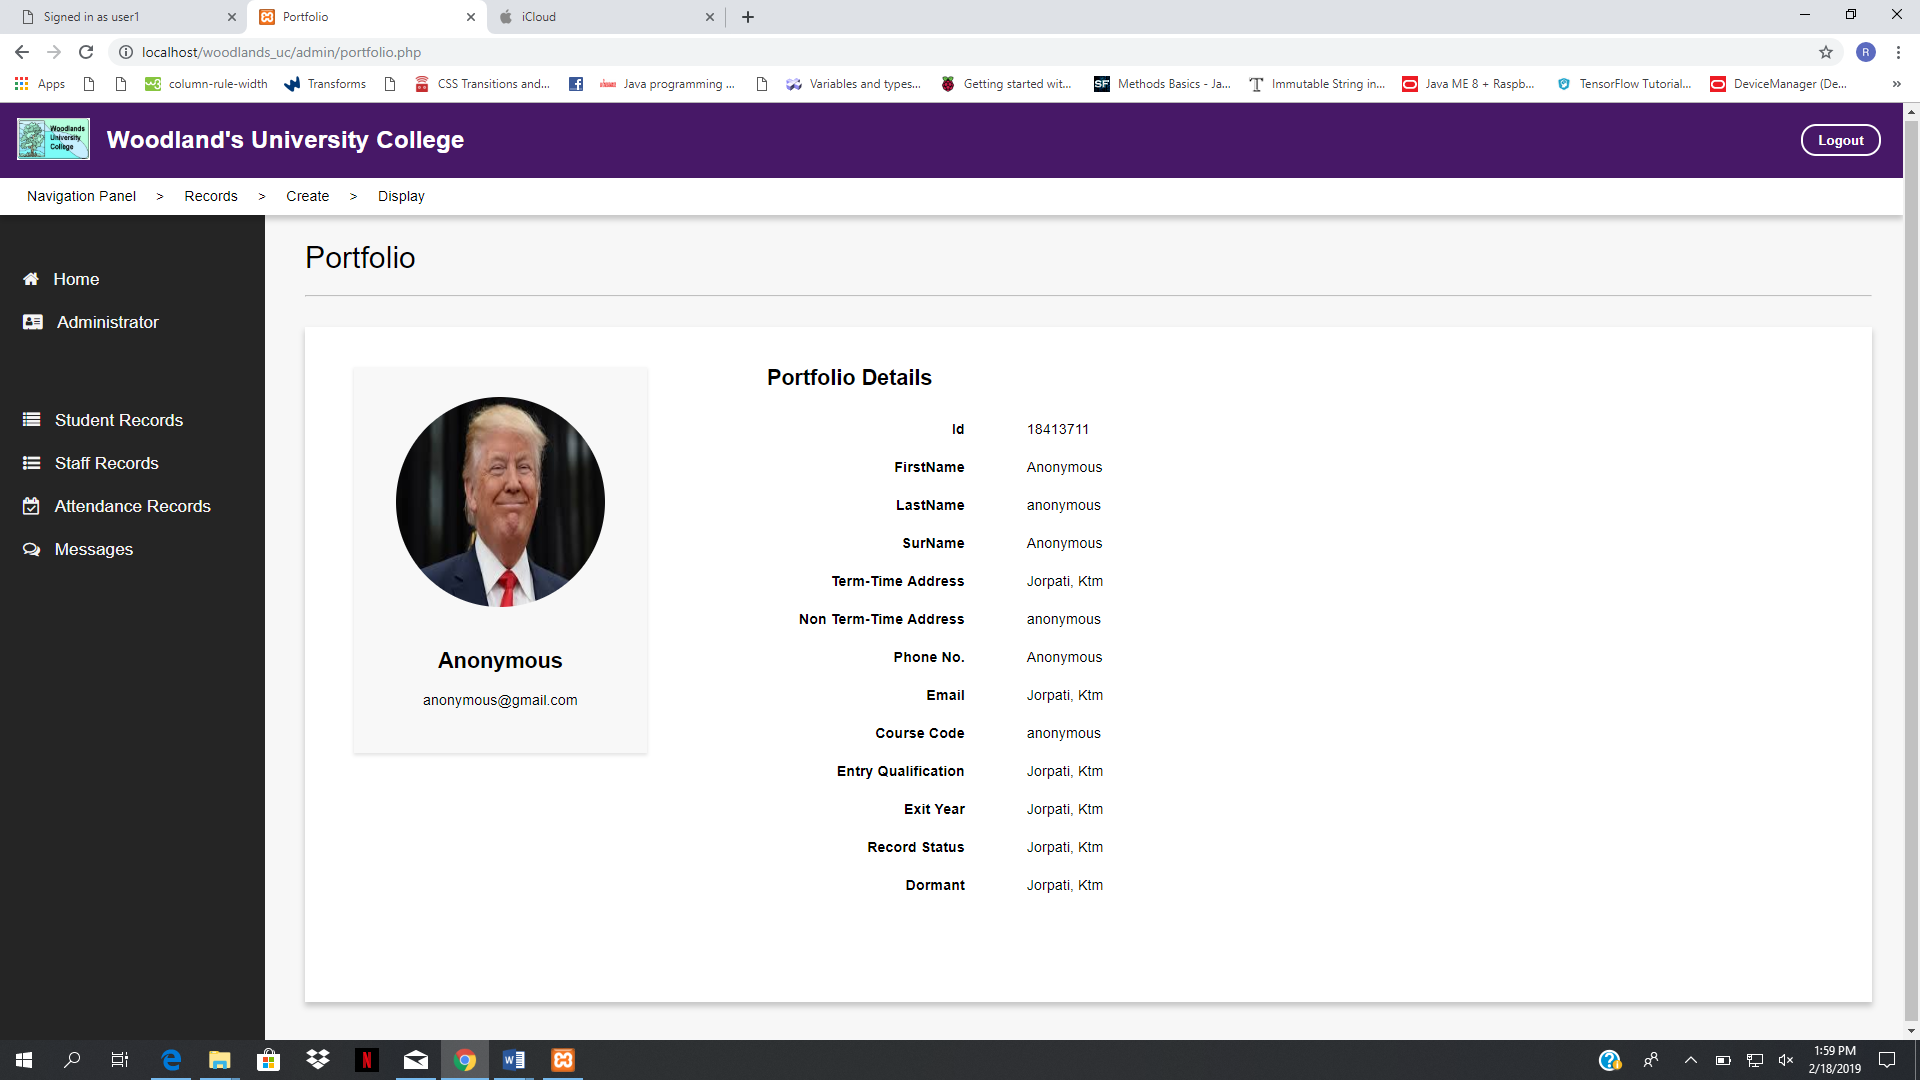 Signed in as user1
Portfolio
iCloud
localhost/woodlands_uc/admin/portfolio.php
R
Apps
column-rule-width
Transforms
CSS Transitions and...
Java programming ...
Variables and types...
Getting started wit...
SF
Methods Basics - Ja...
Immutable String in...
Java ME 8 + Raspb...
TensorFlow Tutorial...
DeviceManager (De...
»
Woodlands
University
College
Woodland's University College
Logout
Navigation Panel > Records > Create > Display
Home
Administrator
Student Records
Staff Records
Attendance Records
Messages
Portfolio
Anonymous
anonymous@gmail.com
Portfolio Details
Id 18413711
FirstName Anonymous
LastName anonymous
SurName Anonymous
Term-Time Address Jorpati, Ktm
Non Term-Time Address anonymous
Phone No. Anonymous
Email Jorpati, Ktm
Course Code anonymous
Entry Qualification Jorpati, Ktm
Exit Year Jorpati, Ktm
Record Status Jorpati, Ktm
Dormant Jorpati, Ktm
1:59 PM
2/18/2019